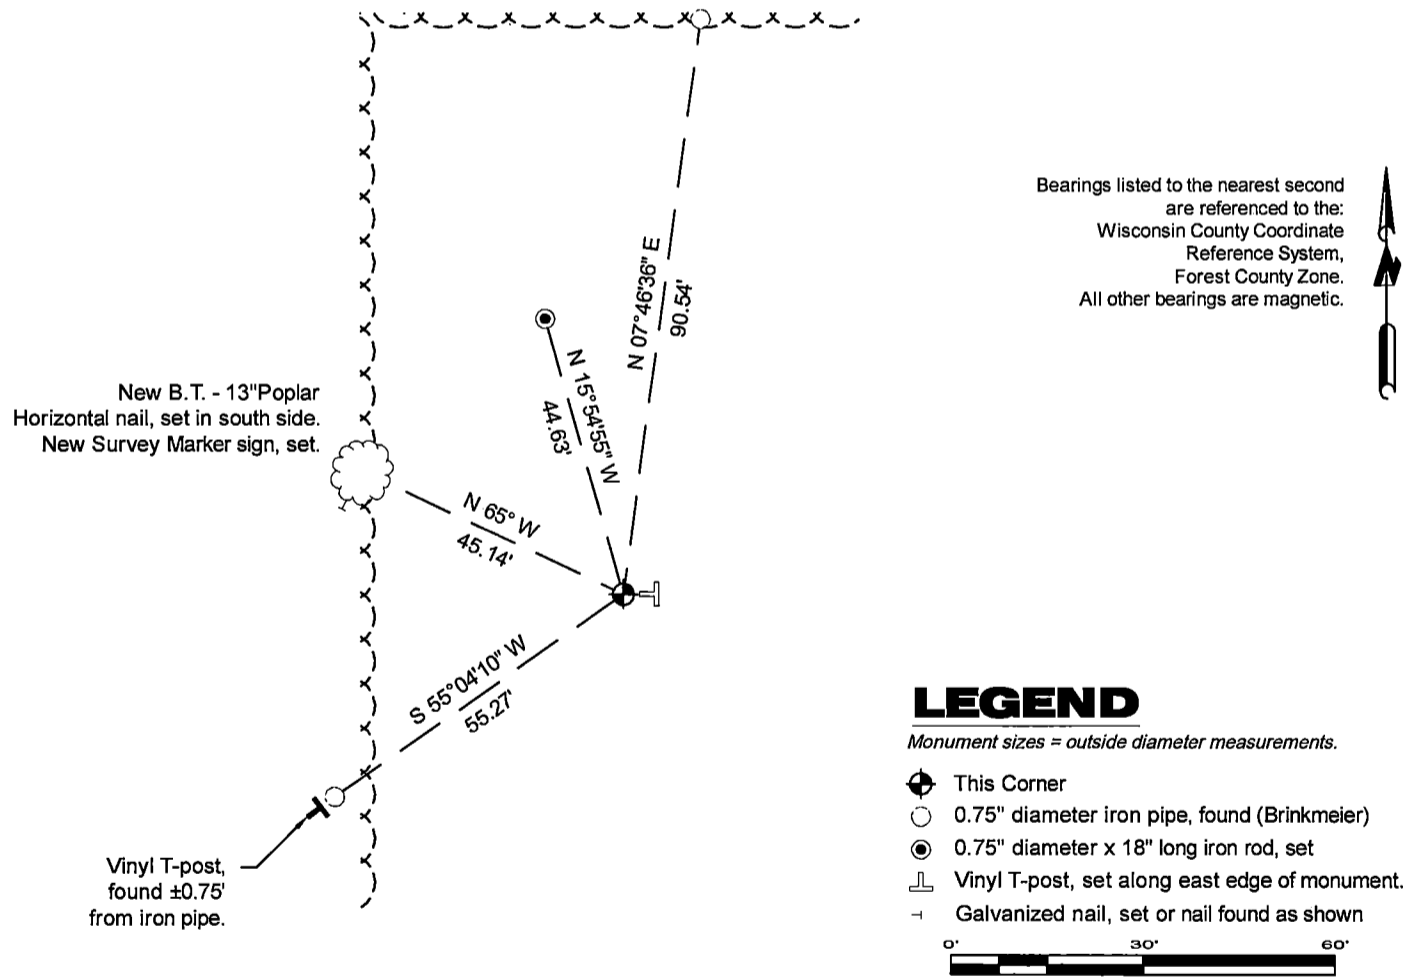 Bearings listed to the nearest second
are referenced to the:
Wisconsin County Coordinate
Reference System,
Forest County Zone.
All other bearings are magnetic.
N
N 07°46'36" E
90.54'
N 15°54'55" W
44.63'
New B.T. - 13"Poplar
Horizontal nail, set in south side.
New Survey Marker sign, set.
N 65° W
45.14'
S 55°04'10" W
55.27'
Vinyl T-post,
found ±0.75'
from iron pipe.
LEGEND
Monument sizes = outside diameter measurements.
This Corner
0.75" diameter iron pipe, found (Brinkmeier)
0.75" diameter x 18" long iron rod, set
Vinyl T-post, set along east edge of monument.
Galvanized nail, set or nail found as shown
0' 30' 60'